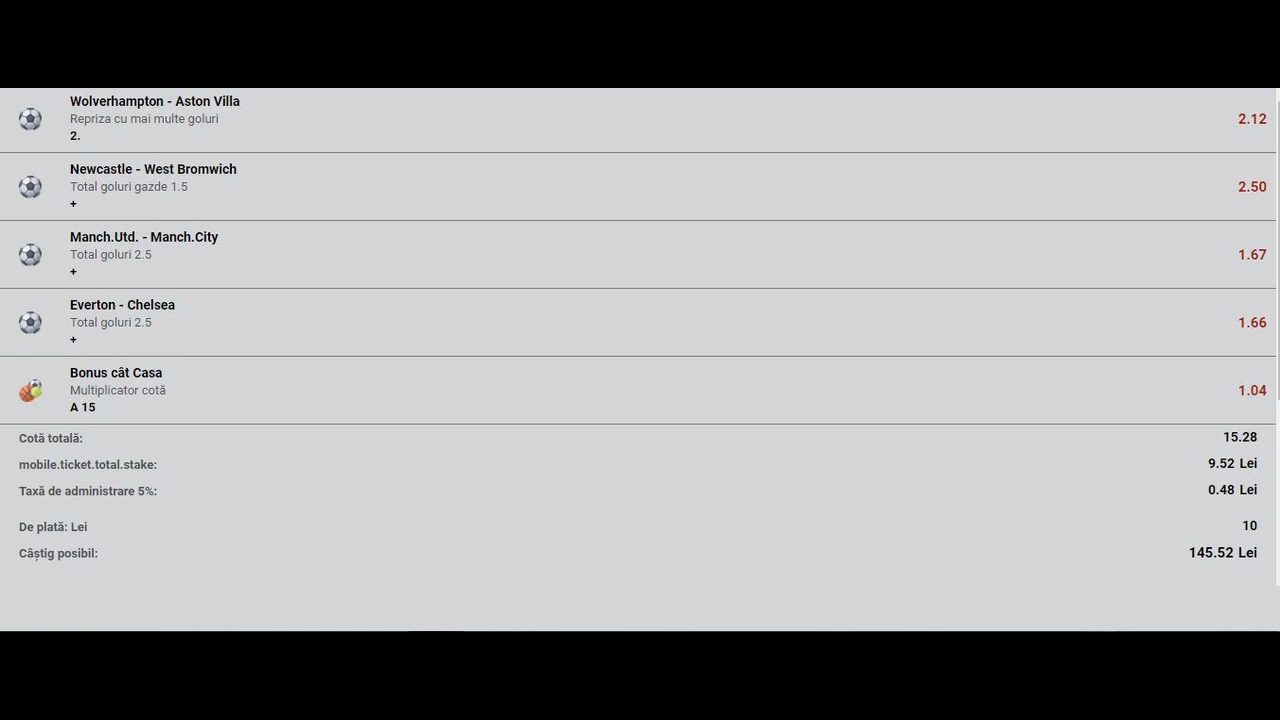 Wolverhampton - Aston Villa
Repriza cu mai multe goluri
2.
2.12
Newcastle - West Bromwich
Total goluri gazde 1.5
+
2.50
Manch.Utd. - Manch.City
Total goluri 2.5
+
1.67
Everton - Chelsea
Total goluri 2.5
+
1.66
Bonus cât Casa
Multiplicator cotă
A 15
1.04
Cotă totală: 15.28
mobile.ticket.total.stake: 9.52 Lei
Taxă de administrare 5%: 0.48 Lei
De plată: Lei 10
Câștig posibil: 145.52 Lei